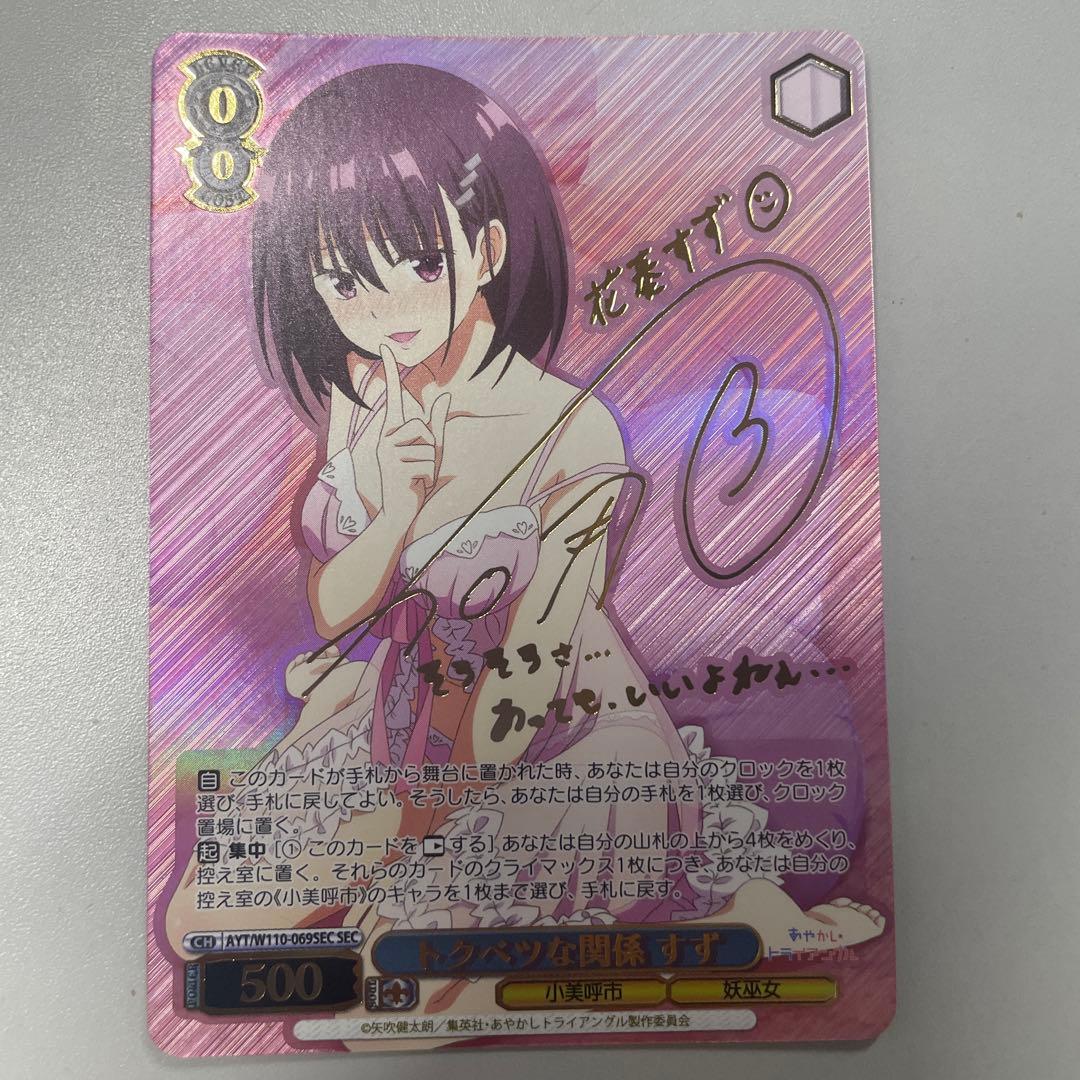 LEVEL
0
0
COST
花奏すず
そろそろさ…
あっても、いいよねぇ…
自 このカードが手札から舞台に置かれた時、あなたは自分のクロックを1枚
選び、手札に戻してよい。そうしたら、あなたは自分の手札を1枚選び、クロック
置場に置く。
起 集中 [① このカードを する] あなたは自分の山札の上から4枚をめくり、
控え室に置く。それらのカードのクライマックス1枚につき、あなたは自分の
控え室の《小美呼市》のキャラを1枚まで選び、手札に戻す。
CH AYT/W110-069SEC SEC
トクベツな関係 すず
あやかし
トライアングル
500
小美呼市 妖巫女
©矢吹健太朗／集英社・あやかしトライアングル製作委員会